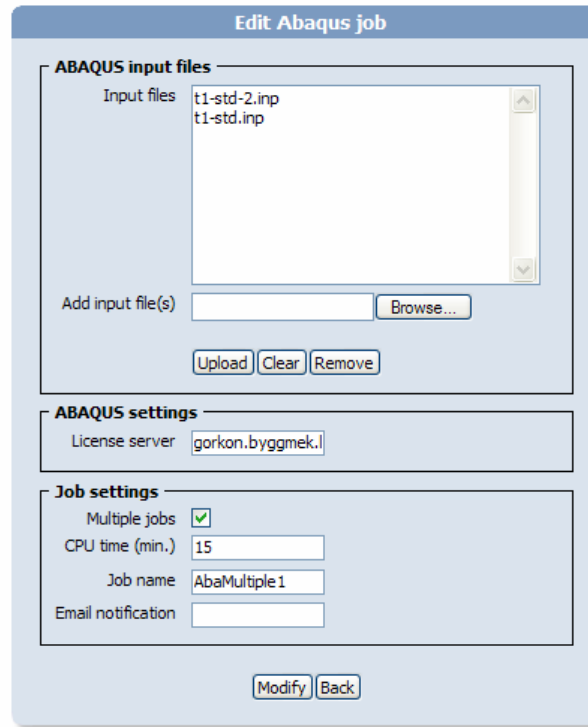 Edit Abaqus job
ABAQUS input files
Input files
t1-std-2.inp
t1-std.inp
Add input file(s)
Browse...
Upload Clear Remove
ABAQUS settings
License server gorkon.byggmek.l
Job settings
Multiple jobs
CPU time (min.) 15
Job name AbaMultiple1
Email notification
Modify Back